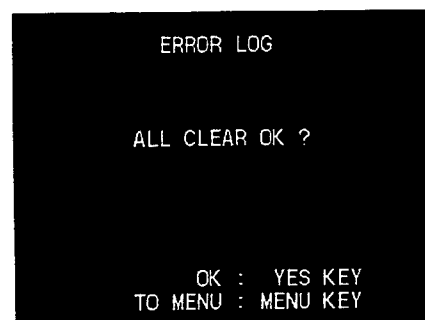 ERROR LOG
ALL CLEAR OK ?
OK : YES KEY
TO MENU : MENU KEY